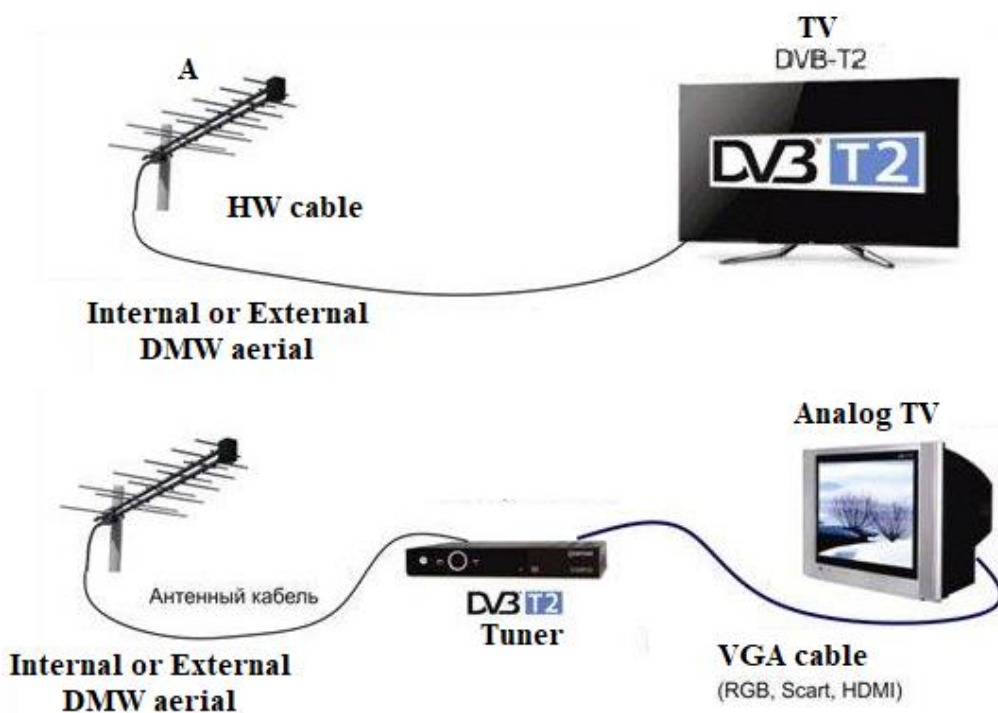 TV
DVB-T2
A
DVB T2
HW cable
Internal or External
DMW aerial
Analog TV
Антенный кабель
DVB T2
Tuner
Internal or External
DMW aerial
VGA cable
(RGB, Scart, HDMI)